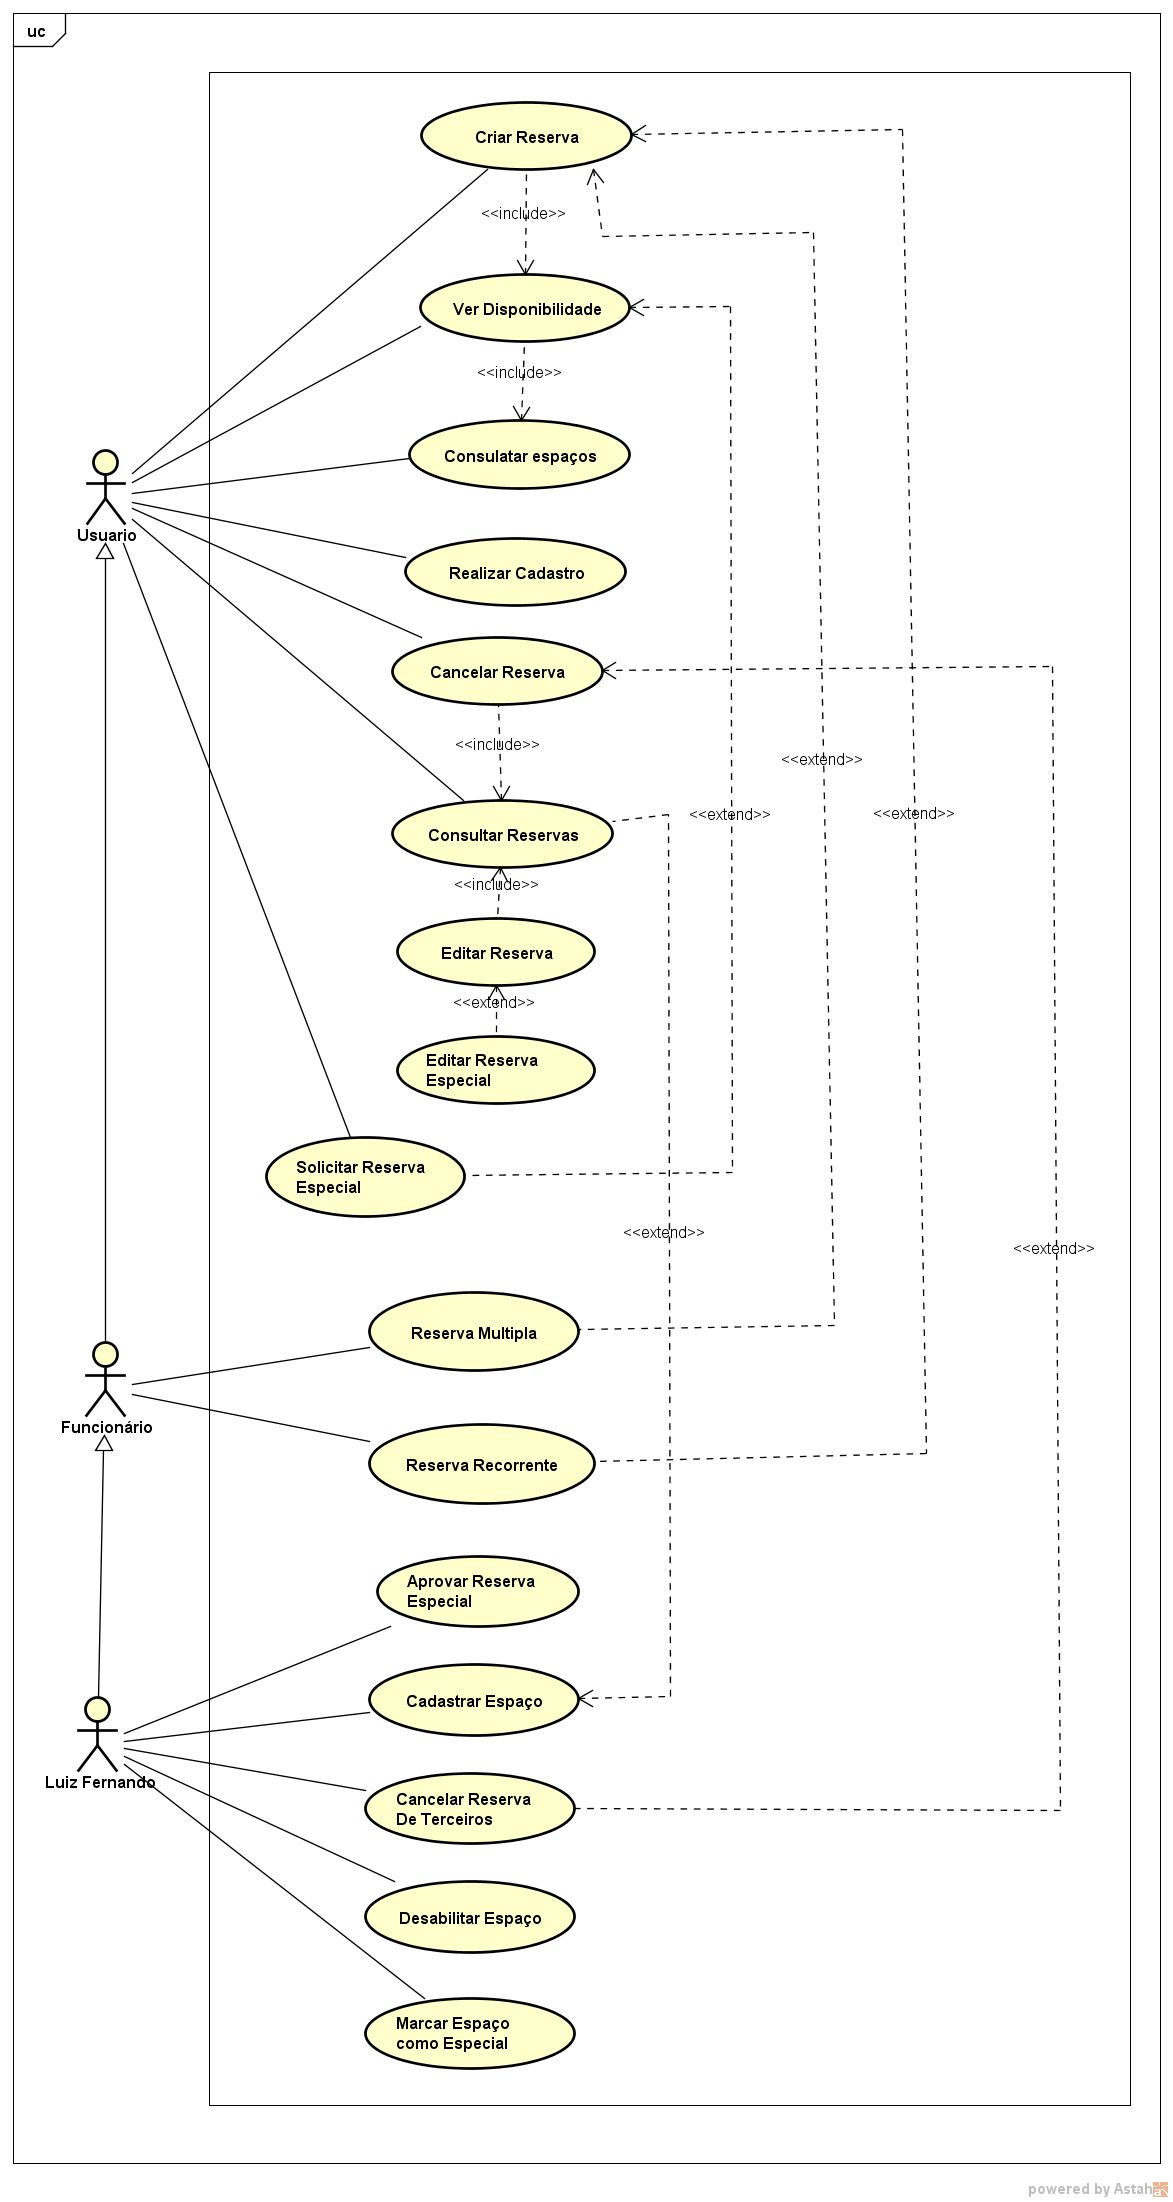 uc
Criar Reserva
<<include>>
Ver Disponibilidade
<<include>>
Consulatar espaços
Usuario
Realizar Cadastro
Cancelar Reserva
<<include>>
<<extend>>
<<extend>>
<<extend>>
Consultar Reservas
<<include>>
Editar Reserva
<<extend>>
Editar Reserva
Especial
Solicitar Reserva
Especial
<<extend>>
<<extend>>
Reserva Multipla
Funcionário
Reserva Recorrente
Aprovar Reserva
Especial
Cadastrar Espaço
Luiz Fernando
Cancelar Reserva
De Terceiros
Desabilitar Espaço
Marcar Espaço
como Especial
powered by Astah